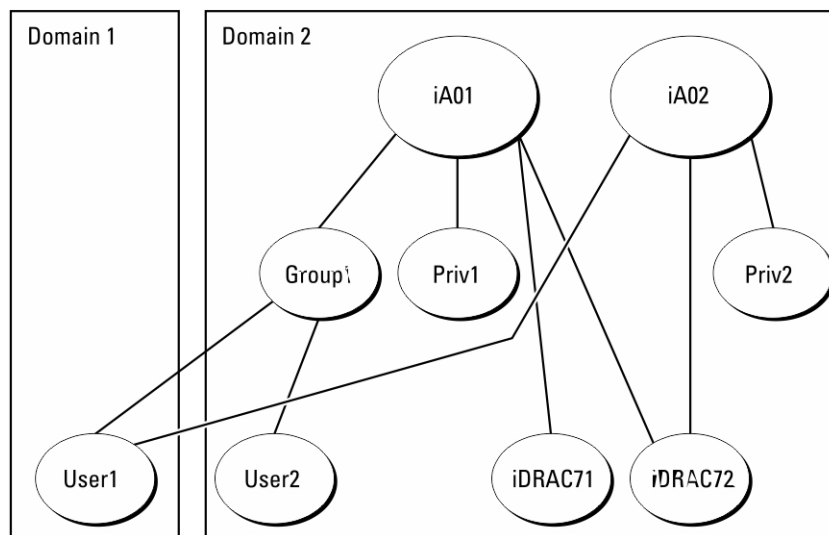 Domain 1
Domain 2
iA01
iA02
Group1
Priv1
Priv2
User1
User2
iDRAC71
iDRAC72